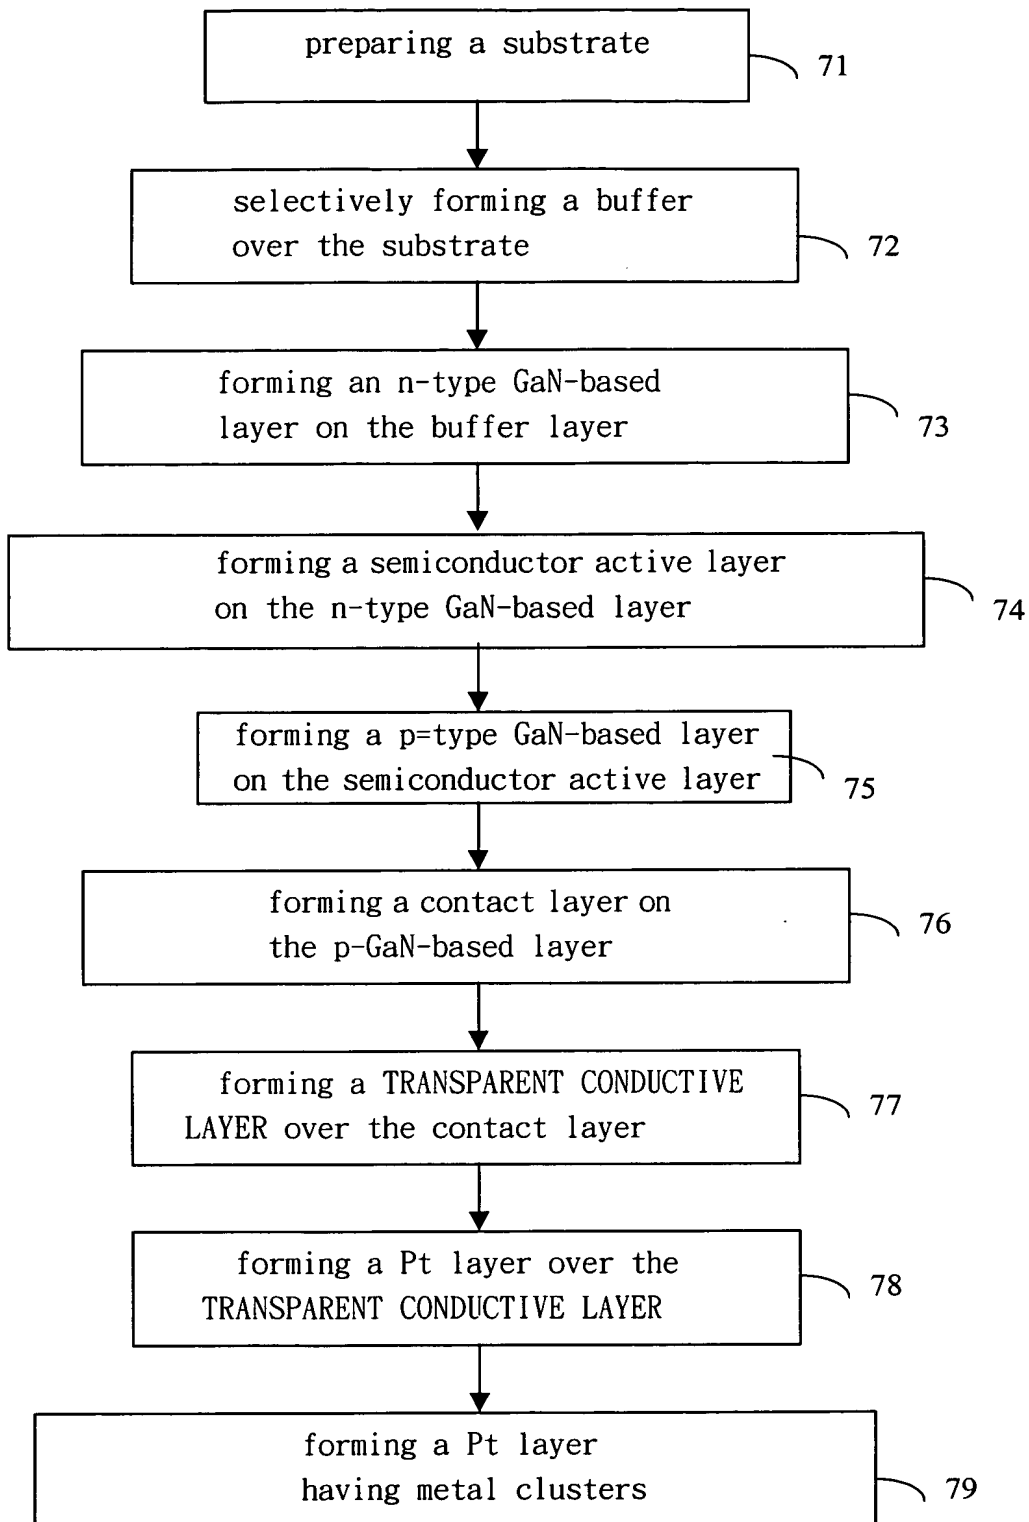 preparing a substrate
71
selectively forming a buffer
over the substrate
72
forming an n-type GaN-based
layer on the buffer layer
73
forming a semiconductor active layer
on the n-type GaN-based layer
74
forming a p=type GaN-based layer
on the semiconductor active layer
75
forming a contact layer on
the p-GaN-based layer
76
forming a TRANSPARENT CONDUCTIVE
LAYER over the contact layer
77
forming a Pt layer over the
TRANSPARENT CONDUCTIVE LAYER
78
forming a Pt layer
having metal clusters
79